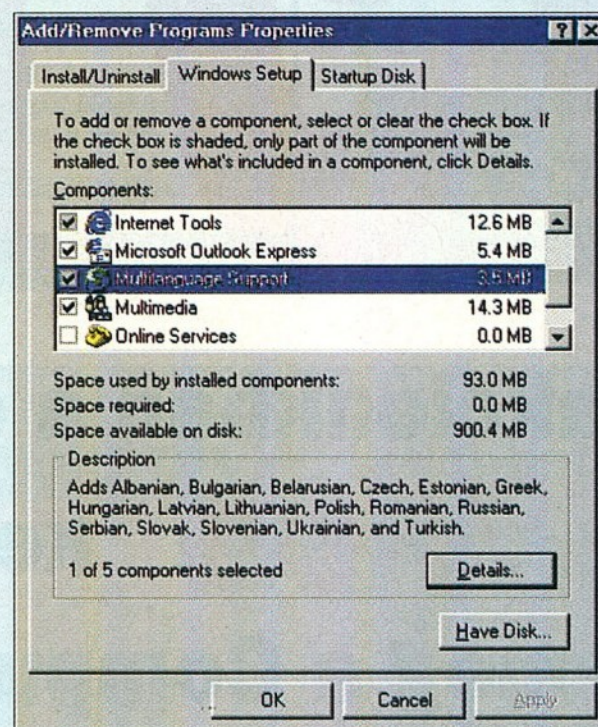 Add/Remove Programs Properties
Install/Uninstall Windows Setup Startup Disk
To add or remove a component, select or clear the check box. If
the check box is shaded, only part of the component will be
installed. To see what's included in a component, click Details.
Components:
Internet Tools 12.6 MB
Microsoft Outlook Express 5.4 MB
Multilanguage Support 3.5 MB
Multimedia 14.3 MB
Online Services 0.0 MB
Space used by installed components: 93.0 MB
Space required: 0.0 MB
Space available on disk: 900.4 MB
Description
Adds Albanian, Bulgarian, Belarusian, Czech, Estonian, Greek,
Hungarian, Latvian, Lithuanian, Polish, Romanian, Russian,
Serbian, Slovak, Slovenian, Ukrainian, and Turkish.
1 of 5 components selected Details...
Have Disk...
OK Cancel Apply